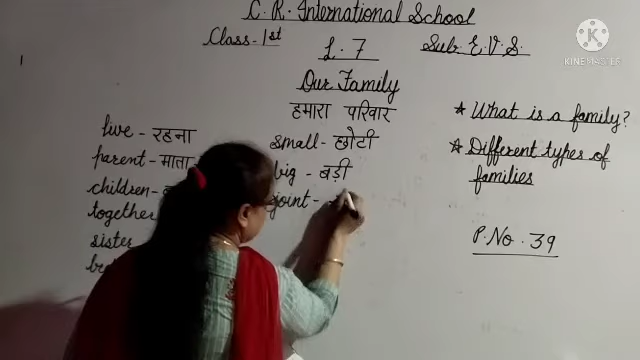 C. R. International School
Class-1st
L. 7
Sub: E.V.S.
Our Family
हमारा परिवार
live - रहना
parent - माता
children -
together
sister
small - छोटी
big - बड़ी
joint -
* What is a family?
* Different types of
families
P. No. 39
KINEMASTER